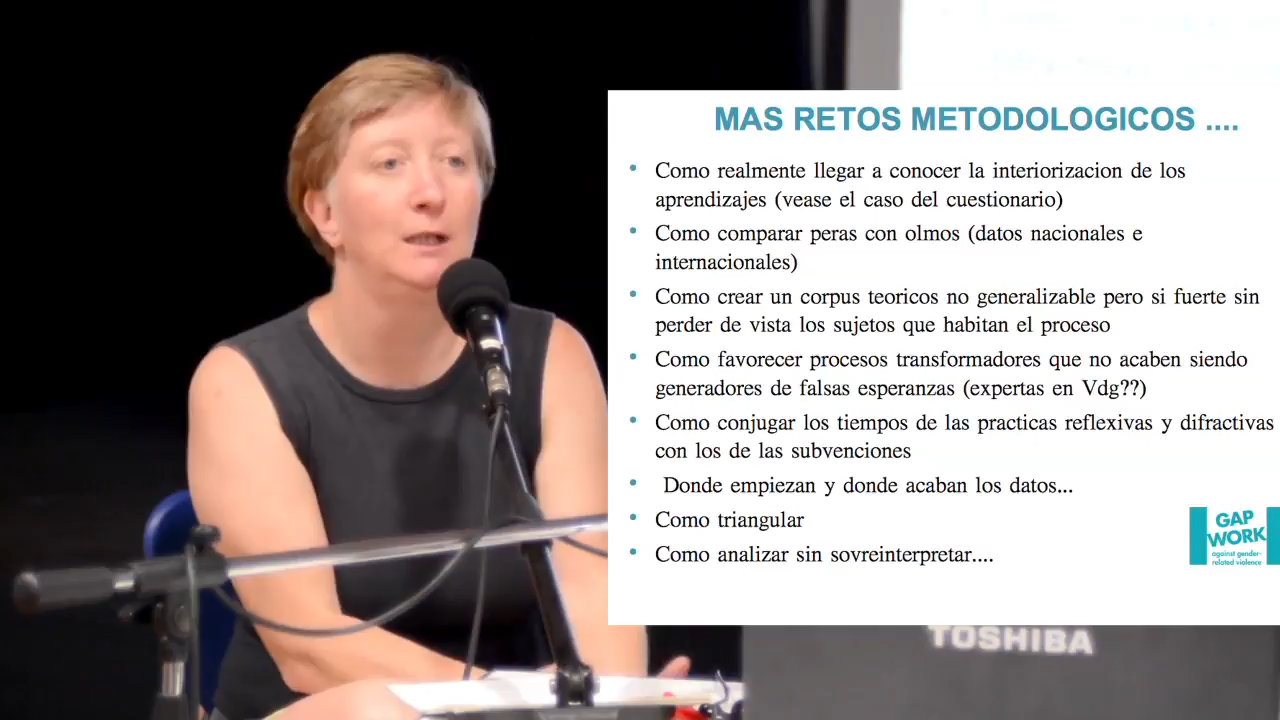 MAS RETOS METODOLOGICOS ....
Como realmente llegar a conocer la interiorizacion de los
aprendizajes (vease el caso del cuestionario)
Como comparar peras con olmos (datos nacionales e
internacionales)
Como crear un corpus teoricos no generalizable pero si fuerte sin
perder de vista los sujetos que habitan el proceso
Como favorecer procesos transformadores que no acaben siendo
generadores de falsas esperanzas (expertas en Vdg??)
Como conjugar los tiempos de las practicas reflexivas y difractivas
con los de las subvenciones
Donde empiezan y donde acaban los datos...
Como triangular
Como analizar sin sovreinterpretar....
GAP
WORK
against gender-
related violence
TOSHIBA